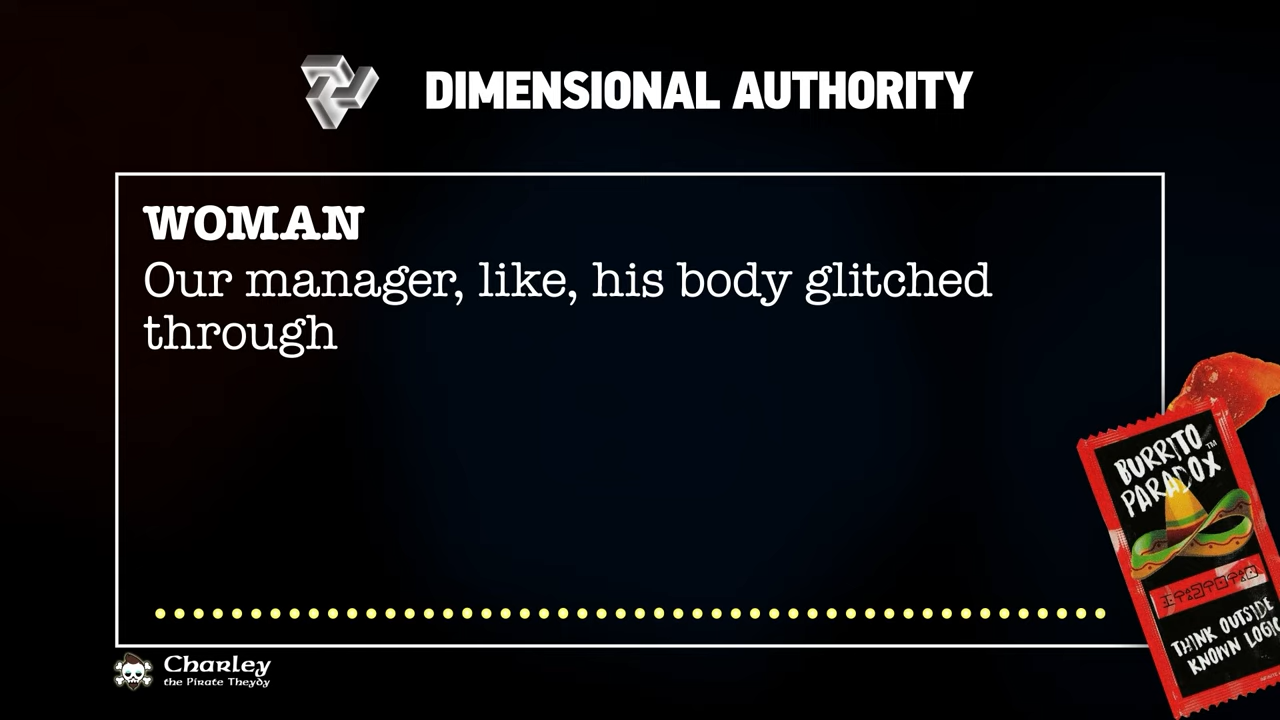 DIMENSIONAL AUTHORITY
WOMAN
Our manager, like, his body glitched
through
BURRITO
PARADOX™
THINK OUTSIDE
KNOWN LOGIC
Charley
the Pirate Theydy